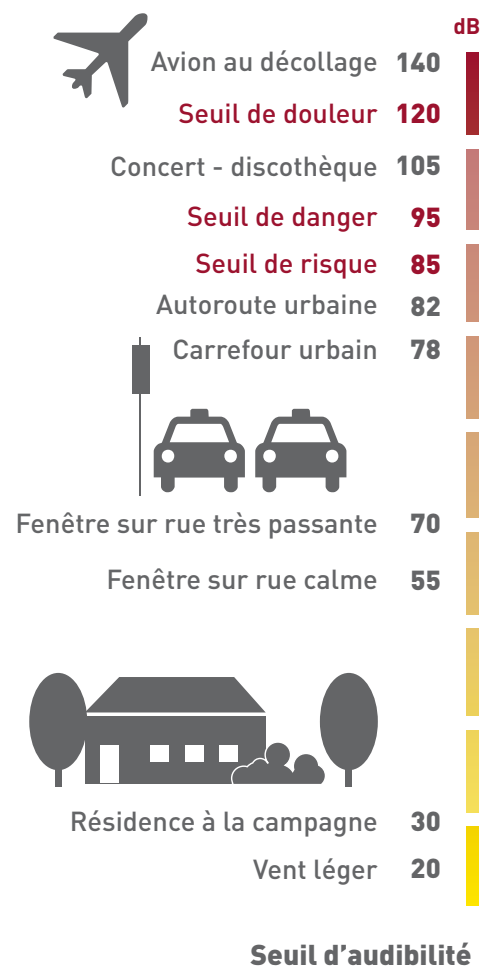 dB
Avion au décollage 140
Seuil de douleur 120
Concert - discothèque 105
Seuil de danger 95
Seuil de risque 85
Autoroute urbaine 82
Carrefour urbain 78
Fenêtre sur rue très passante 70
Fenêtre sur rue calme 55
Résidence à la campagne 30
Vent léger 20
Seuil d’audibilité